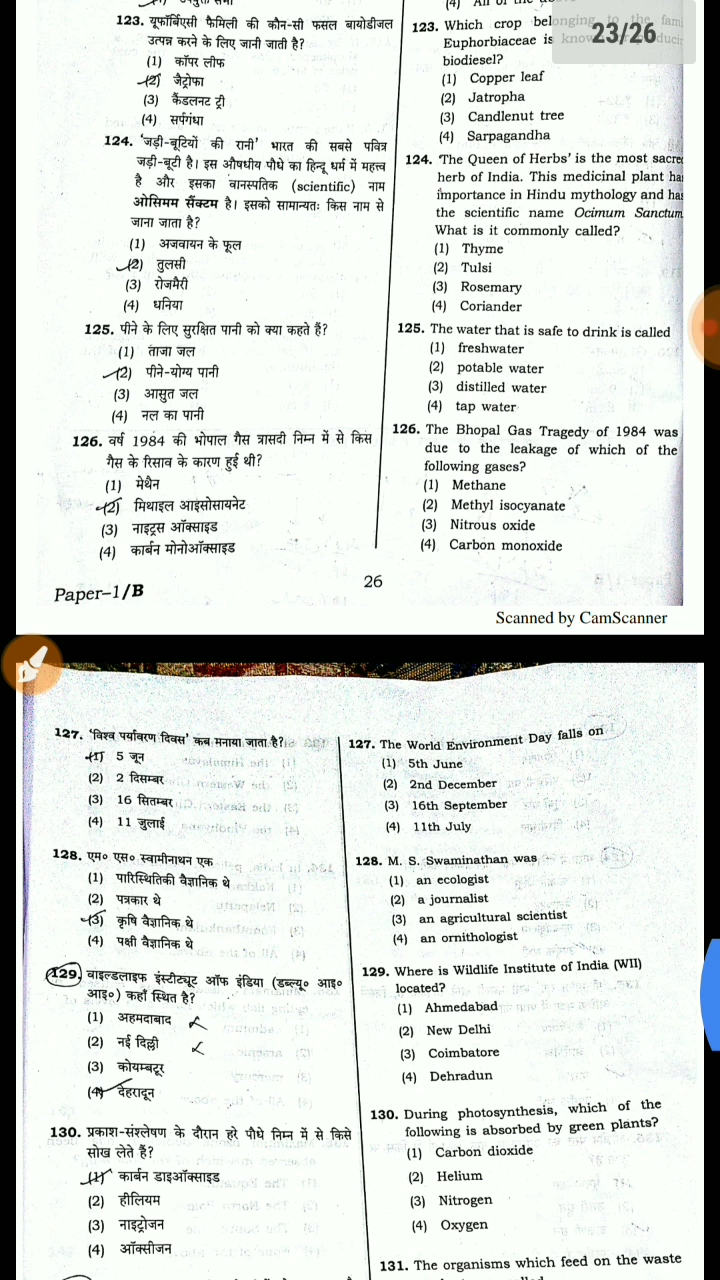 123. यूफॉर्बिएसी फैमिली की कौन-सी फसल बायोडीजल
उत्पन्न करने के लिए जानी जाती है?
(1) कॉपर लीफ
(2) जैट्रोफा
(3) कैंडलनट ट्री
(4) सर्पगंधा
124. 'जड़ी-बूटियों की रानी' भारत की सबसे पवित्र
जड़ी-बूटी है। इस औषधीय पौधे का हिन्दू धर्म में महत्त्व
है और इसका वानस्पतिक (scientific) नाम
ओसिमम सैंक्टम है। इसको सामान्यतः किस नाम से
जाना जाता है?
(1) अजवायन के फूल
(2) तुलसी
(3) रोजमैरी
(4) धनिया
125. पीने के लिए सुरक्षित पानी को क्या कहते हैं?
(1) ताजा जल
(2) पीने-योग्य पानी
(3) आसुत जल
(4) नल का पानी
126. वर्ष 1984 की भोपाल गैस त्रासदी निम्न में से किस
गैस के रिसाव के कारण हुई थी?
(1) मेथैन
(2) मिथाइल आइसोसायनेट
(3) नाइट्रस ऑक्साइड
(4) कार्बन मोनोऑक्साइड
(4) All of the
23/26
123. Which crop belonging to the fami
Euphorbiaceae is
biodiesel?
(1) Copper leaf
(2) Jatropha
(3) Candlenut tree
(4) Sarpagandha
124. 'The Queen of Herbs' is the most sacred
herb of India. This medicinal plant ha
importance in Hindu mythology and has
the scientific name Ocimum Sanctum
What is it commonly called?
(1) Thyme
(2) Tulsi
(3) Rosemary
(4) Coriander
125. The water that is safe to drink is called
(1) freshwater
(2) potable water
(3) distilled water
(4) tap water
126. The Bhopal Gas Tragedy of 1984 was
due to the leakage of which of the
following gases?
(1) Methane
(2) Methyl isocyanate
(3) Nitrous oxide
(4) Carbon monoxide
Paper-1/B
26
Scanned by CamScanner
127. 'विश्व पर्यावरण दिवस' कब मनाया जाता है?
(1) 5 जून
(2) 2 दिसम्बर
(3) 16 सितम्बर
(4) 11 जुलाई
128. एम० एस० स्वामीनाथन एक
(1) पारिस्थितिकी वैज्ञानिक थे
(2) पत्रकार थे
(3) कृषि वैज्ञानिक थे
(4) पक्षी वैज्ञानिक थे
129. वाइल्डलाइफ इंस्टीट्यूट ऑफ इंडिया (डब्ल्यू० आइ०
आइ०) कहाँ स्थित है?
(1) अहमदाबाद
(2) नई दिल्ली
(3) कोयम्बटूर
(4) देहरादून
130. प्रकाश-संश्लेषण के दौरान हरे पौधे निम्न में से किसे
सोख लेते हैं?
(1) कार्बन डाइऑक्साइड
(2) हीलियम
(3) नाइट्रोजन
(4) ऑक्सीजन
127. The World Environment Day falls on
(1) 5th June
(2) 2nd December
(3) 16th September
(4) 11th July
128. M. S. Swaminathan was
(1) an ecologist
(2) a journalist
(3) an agricultural scientist
(4) an ornithologist
129. Where is Wildlife Institute of India (WII)
located?
(1) Ahmedabad
(2) New Delhi
(3) Coimbatore
(4) Dehradun
130. During photosynthesis, which of the
following is absorbed by green plants?
(1) Carbon dioxide
(2) Helium
(3) Nitrogen
(4) Oxygen
131. The organisms which feed on the waste